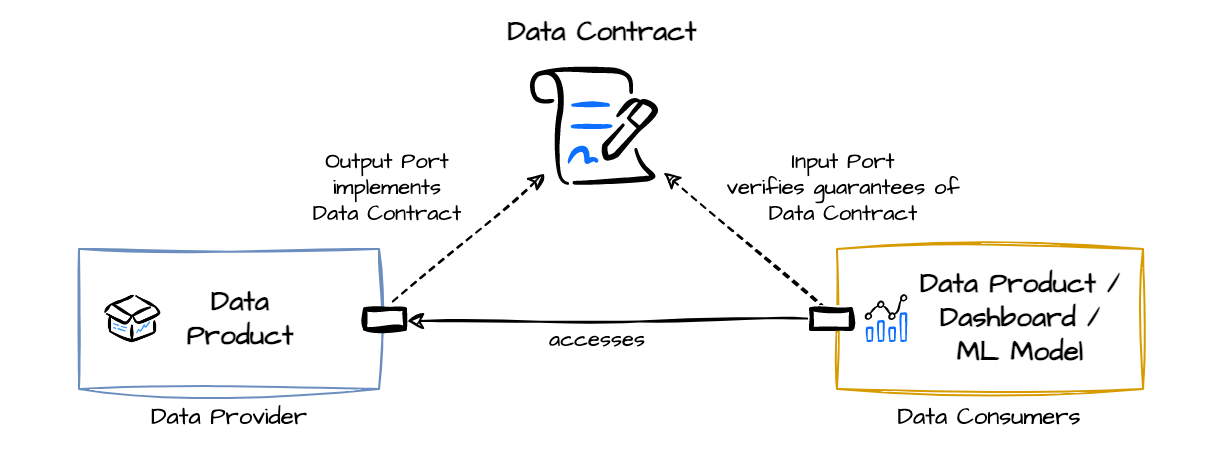 Data Contract
Output Port
implements
Data Contract
Input Port
verifies guarantees of
Data Contract
Data
Product
Data Product /
Dashboard /
ML Model
accesses
Data Provider
Data Consumers